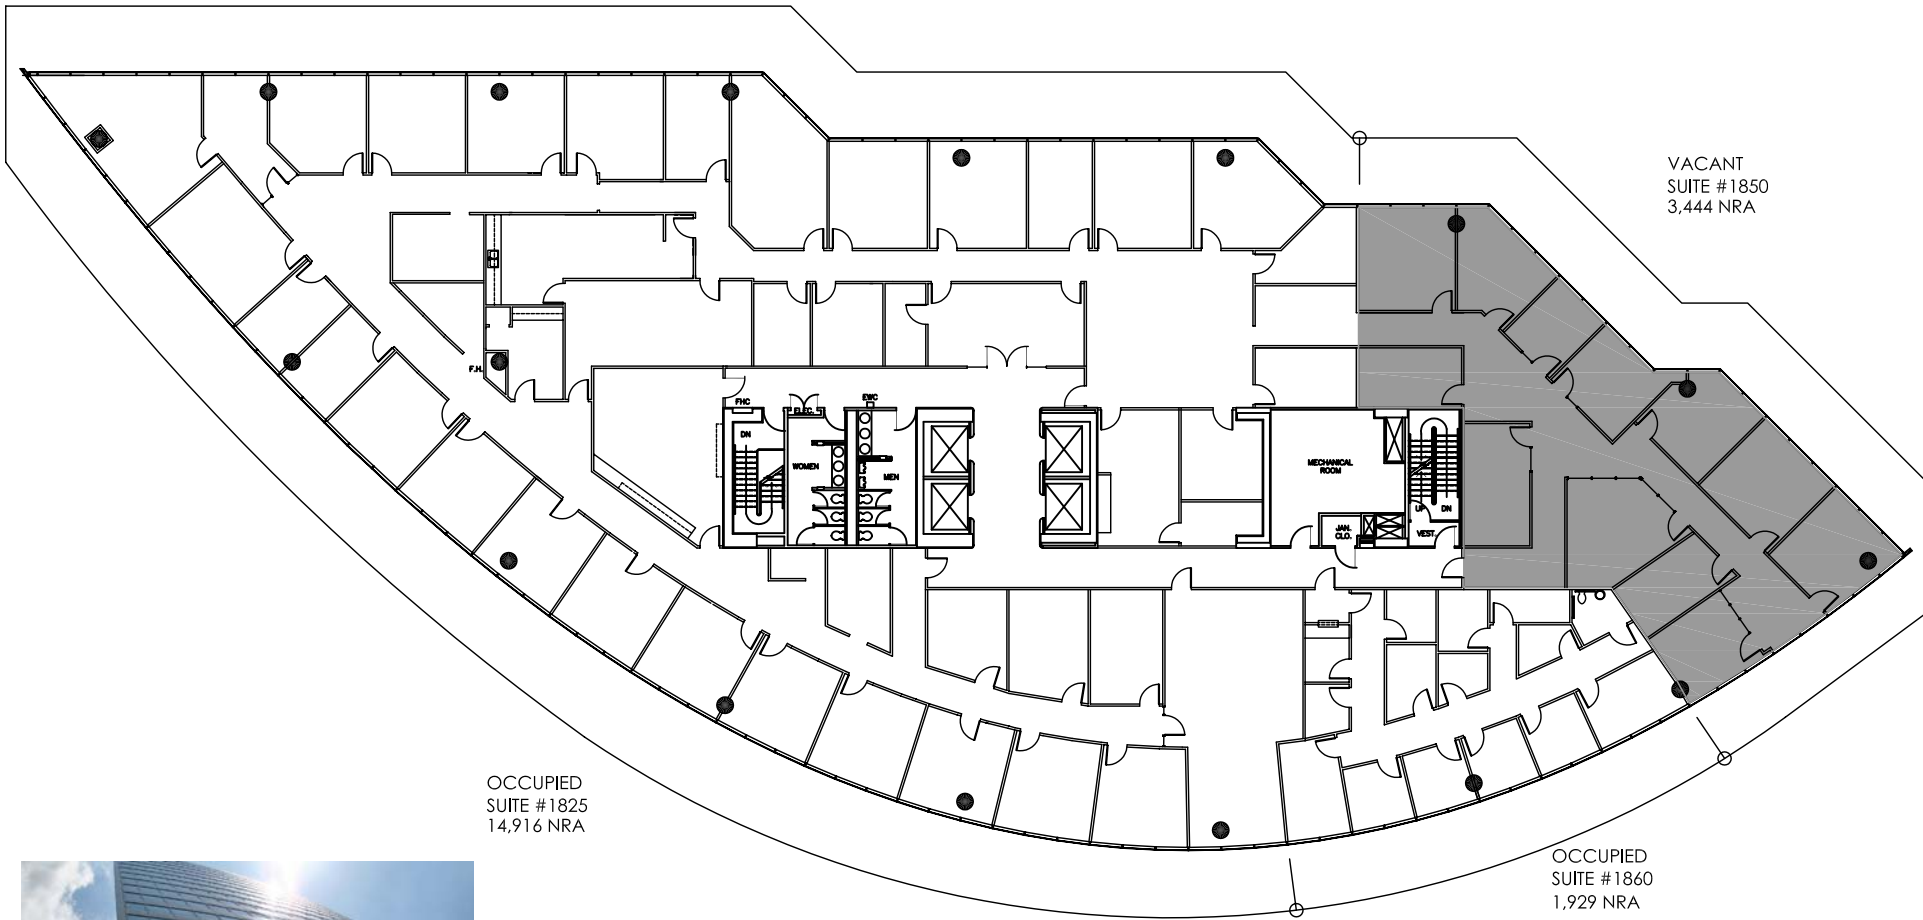 VACANT
SUITE #1850
3,444 NRA
F.H.
FHC
ELEC.
EWC
DN
WOMEN
MEN
MECHANICAL
ROOM
JAN.
CLO.
UP DN
VEST.
OCCUPIED
SUITE #1825
14,916 NRA
OCCUPIED
SUITE #1860
1,929 NRA